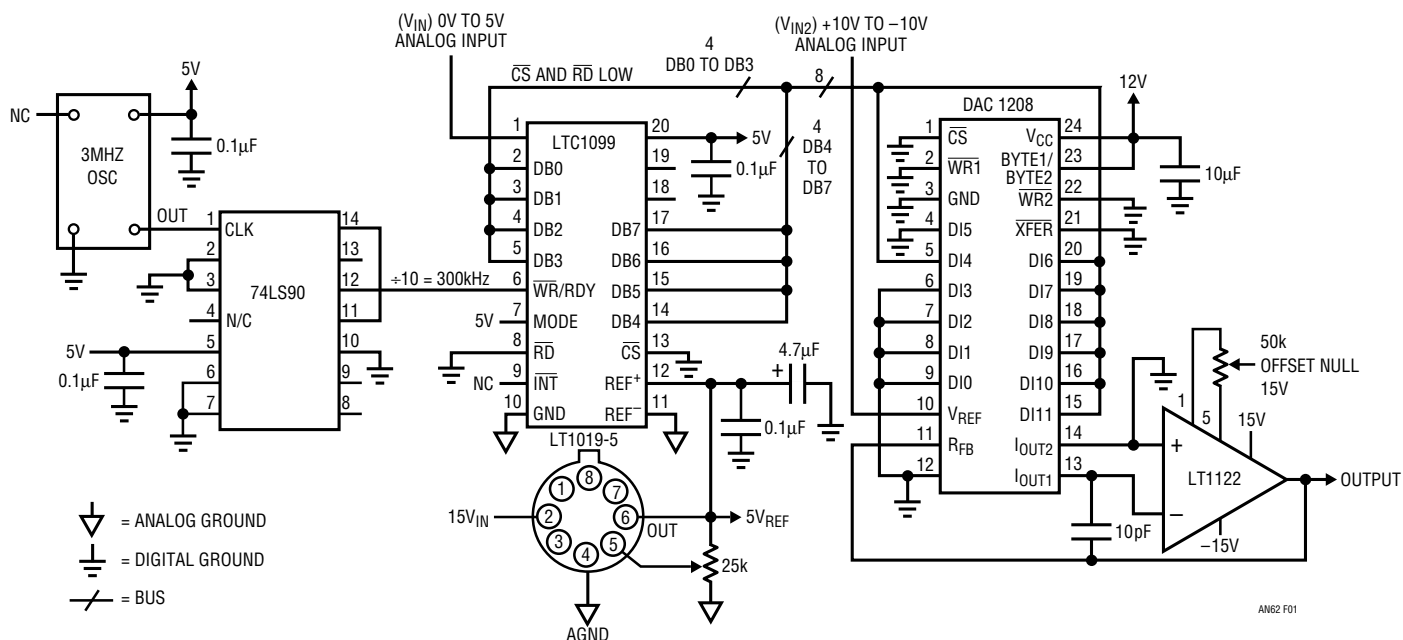 (VIN) 0V TO 5V
ANALOG INPUT
4
DB0 TO DB3
(VIN2) +10V TO –10V
ANALOG INPUT
8
CS AND RD LOW
5V
NC
0.1µF
3MHZ
OSC
OUT
1 CLK 14
2 13
3 12
74LS90
4 N/C 11
5V
5 10
0.1µF
6 9
7 8
÷10 = 300kHz
LTC1099
1 20
5V
0.1µF
2 DB0 19
3 DB1 18
4 DB2 DB7 17
5 DB3 DB6 16
6 WR/RDY DB5 15
5V
7 MODE DB4 14
8 RD CS 13
NC
9 INT REF+ 12
10 GND REF– 11
4
DB4
TO
DB7
4.7µF
+
0.1µF
LT1019-5
1 2 3 4 5 6 7 8
15VIN
OUT
5VREF
25k
AGND
DAC 1208
12V
10µF
1 CS VCC 24
2 WR1 BYTE1/
BYTE2 23
3 GND WR2 22
4 DI5 XFER 21
5 DI4 DI6 20
6 DI3 DI7 19
7 DI2 DI8 18
8 DI1 DI9 17
9 DI0 DI10 16
10 VREF DI11 15
11 RFB IOUT2 14
12 IOUT1 13
50k
OFFSET NULL
15V
1
5
15V
+
LT1122
–
–15V
10pF
OUTPUT
= ANALOG GROUND
= DIGITAL GROUND
= BUS
AN62 F01